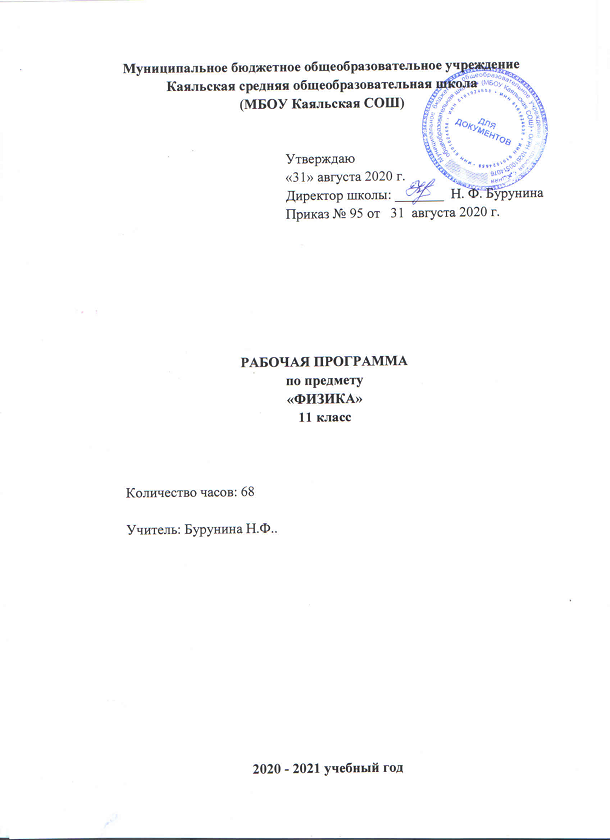 Муниципальное бюджетное общеобразовательное учреждение
Каяльская средняя общеобразовательная школа
(МБОУ Каяльская СОШ)
ДЛЯ
ДОКУМЕНТОВ
Утверждаю
«31» августа 2020 г.
Директор школы: _______ Н. Ф. Бурунина
Приказ № 95 от 31 августа 2020 г.
РАБОЧАЯ ПРОГРАММА
по предмету
«ФИЗИКА»
11 класс
Количество часов: 68
Учитель: Бурунина Н.Ф..
2020 - 2021 учебный год